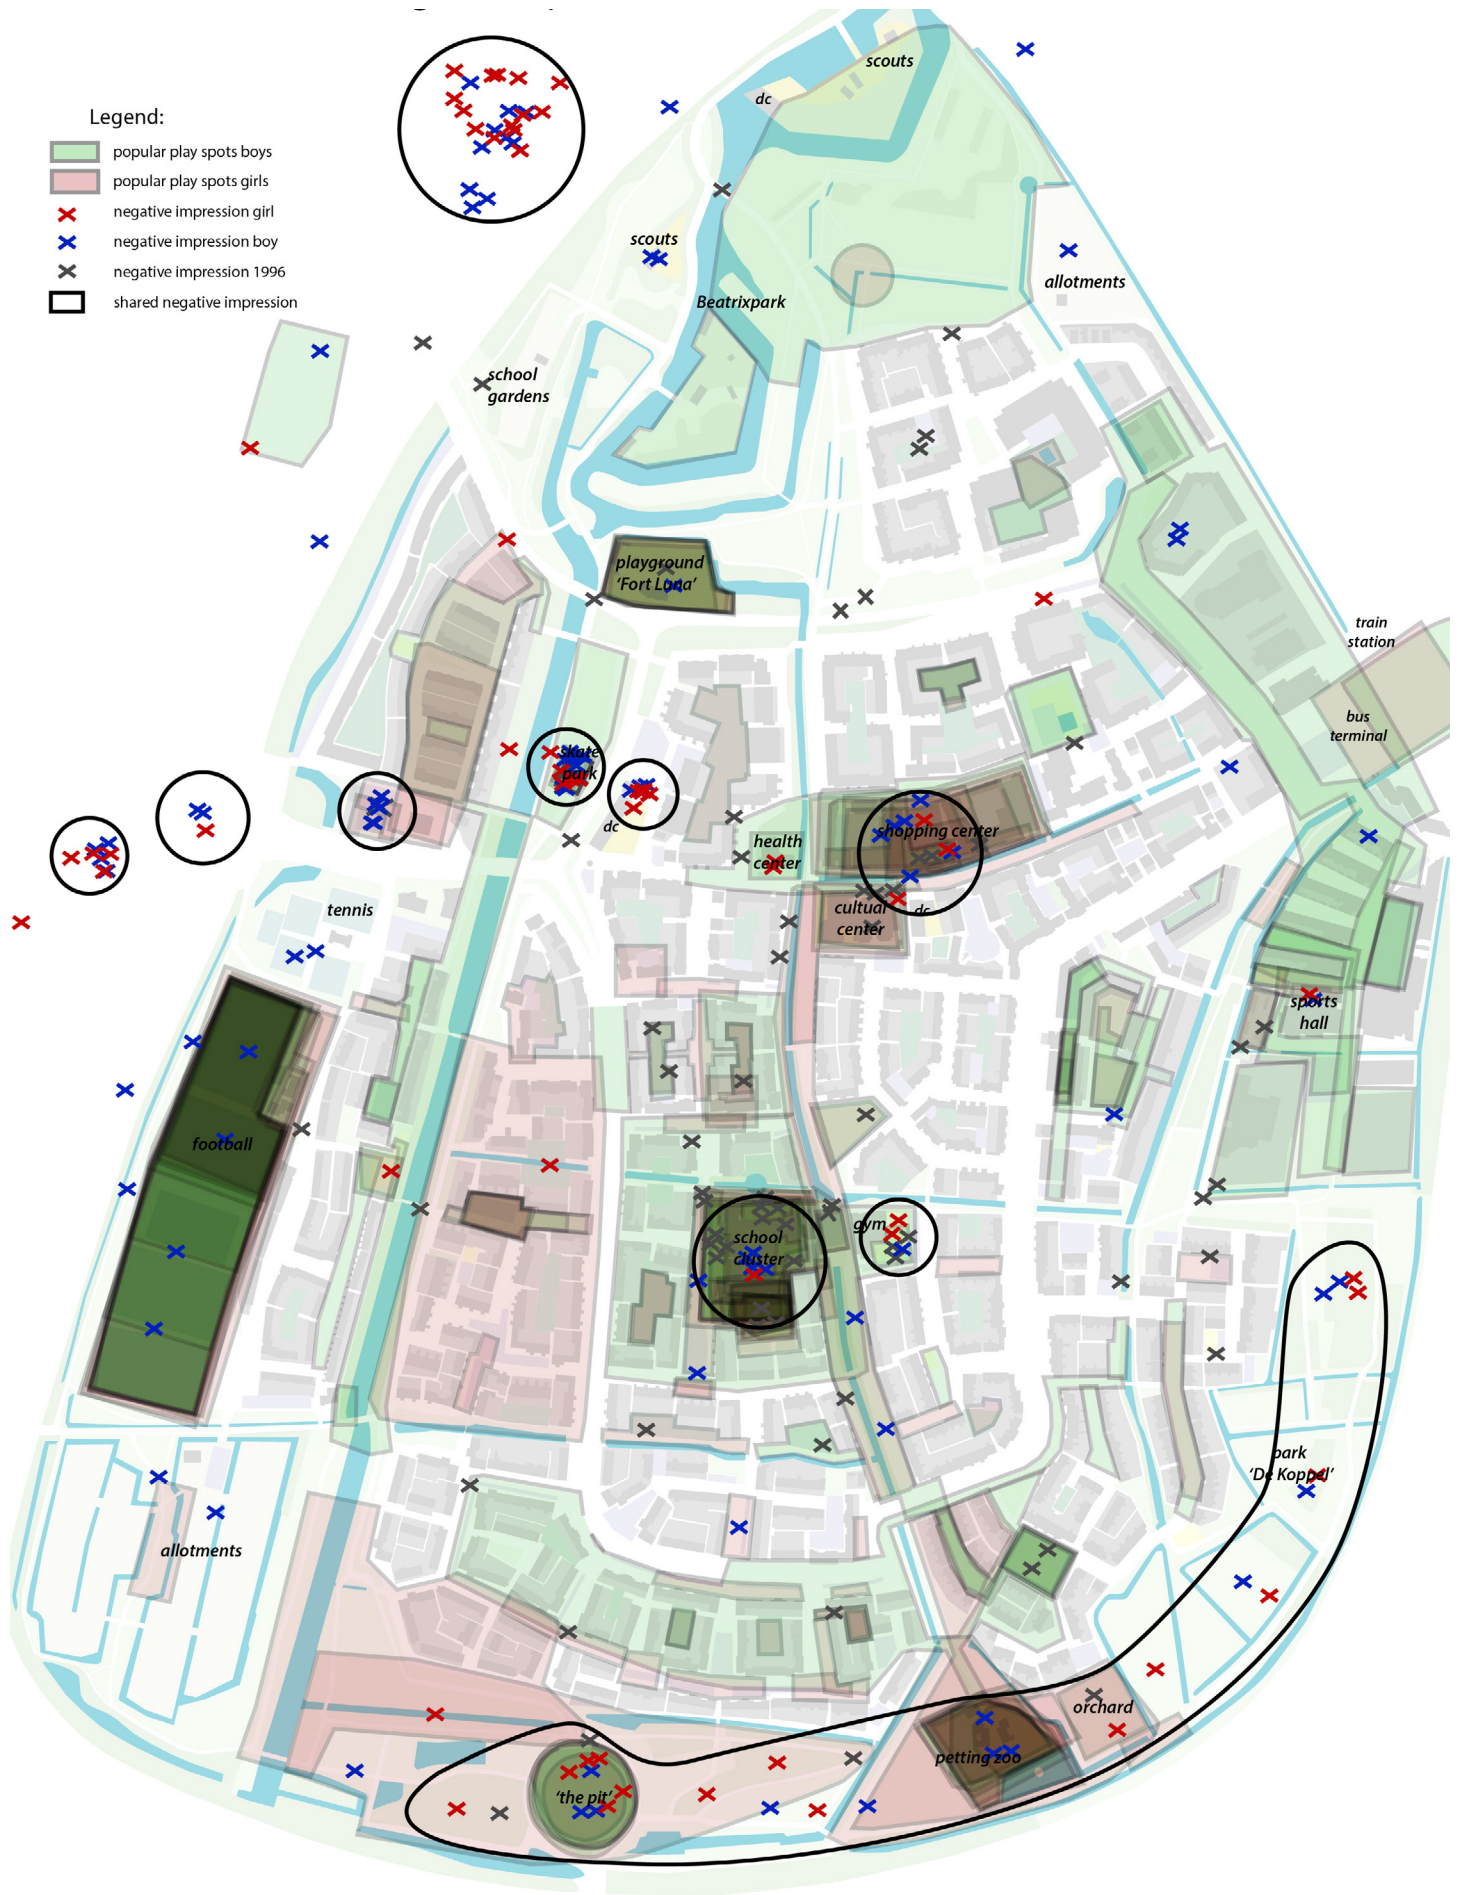 Legend:
popular play spots boys
popular play spots girls
negative impression girl
negative impression boy
negative impression 1996
shared negative impression
scouts
dc
scouts
Beatrixpark
allotments
school
gardens
playground
‘Fort Luna’
train
station
bus
terminal
skate
park
dc
health
center
shopping center
cultual
center
dc
tennis
sports
hall
football
gym
school
cluster
park
‘De Koppel’
allotments
orchard
petting zoo
‘the pit’